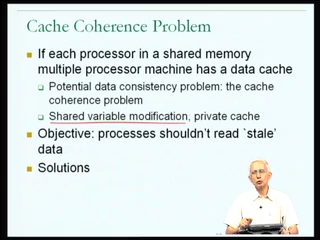 Cache Coherence Problem
If each processor in a shared memory
multiple processor machine has a data cache
Potential data consistency problem: the cache
coherence problem
Shared variable modification, private cache
Objective: processes shouldn't read `stale'
data
Solutions